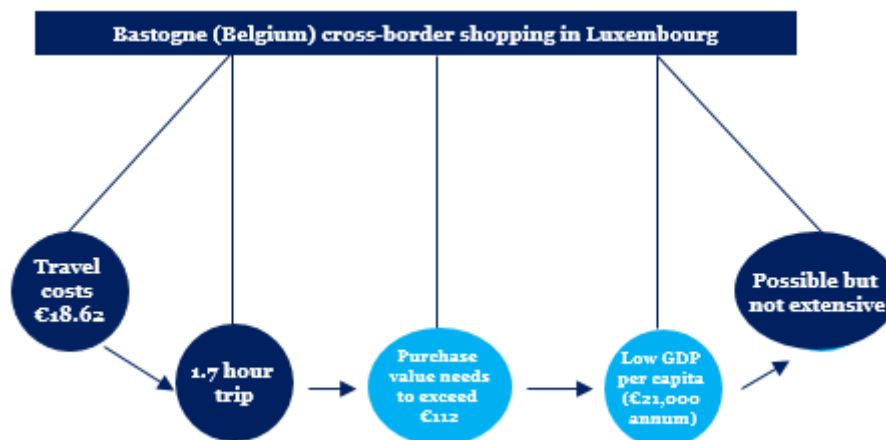 Bastogne (Belgium) cross-border shopping in Luxembourg
Travel
costs
€18.62
1.7 hour
trip
Purchase
value needs
to exceed
€112
Low GDP
per capita
(€21,000
annum)
Possible but
not extensive